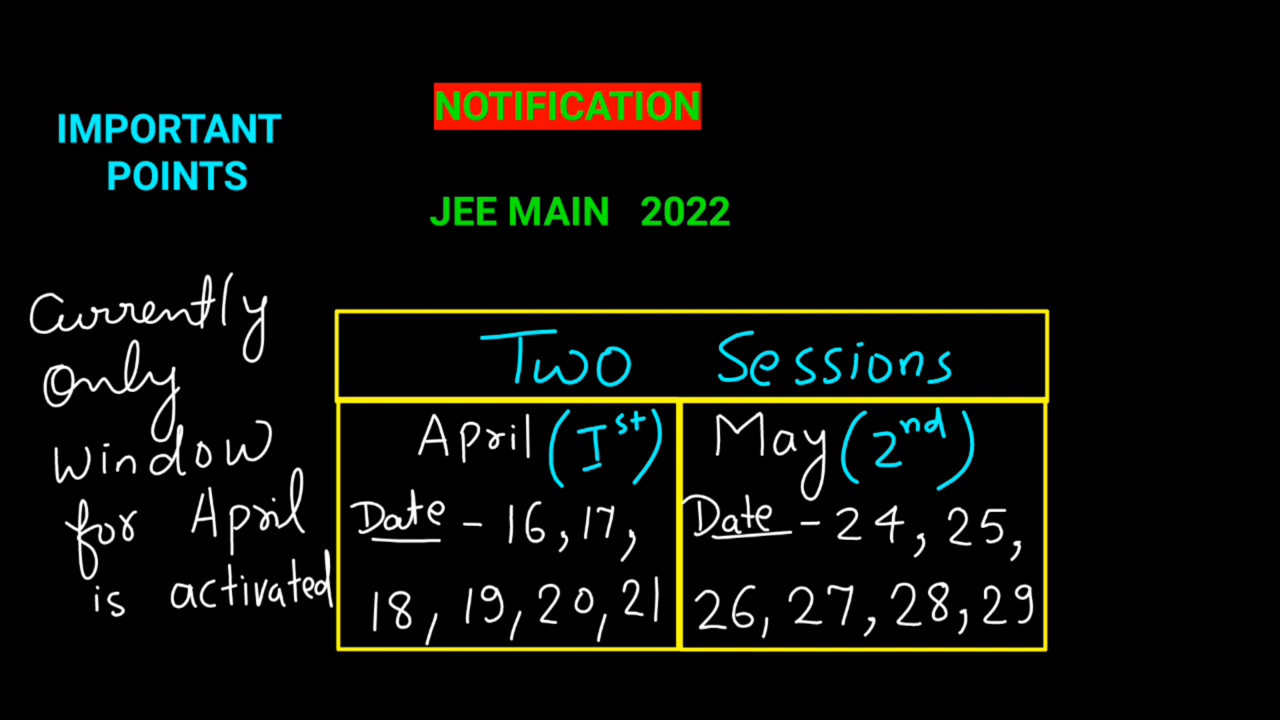 NOTIFICATION
IMPORTANT
POINTS
JEE MAIN 2022
Currently
Only
Window
for April
is activated
Two Sessions
April (Ist)
Date - 16, 17,
18, 19, 20, 21
May (2nd)
Date - 24, 25,
26, 27, 28, 29